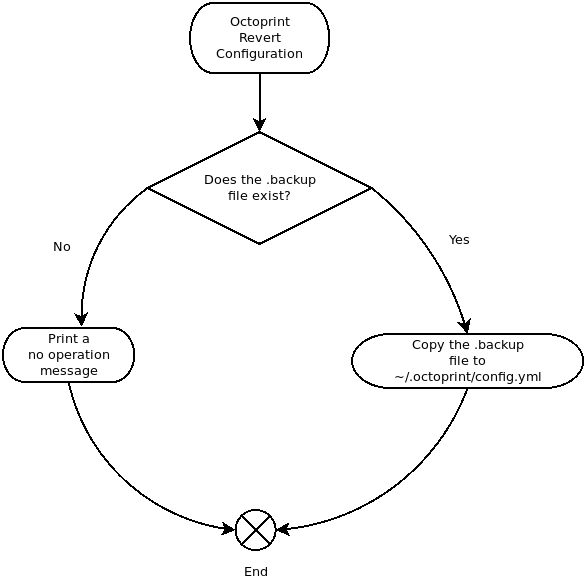 Octoprint
Revert
Configuration
Does the .backup
file exist?
No
Yes
Print a
no operation
message
Copy the .backup
file to
~/.octoprint/config.yml
End